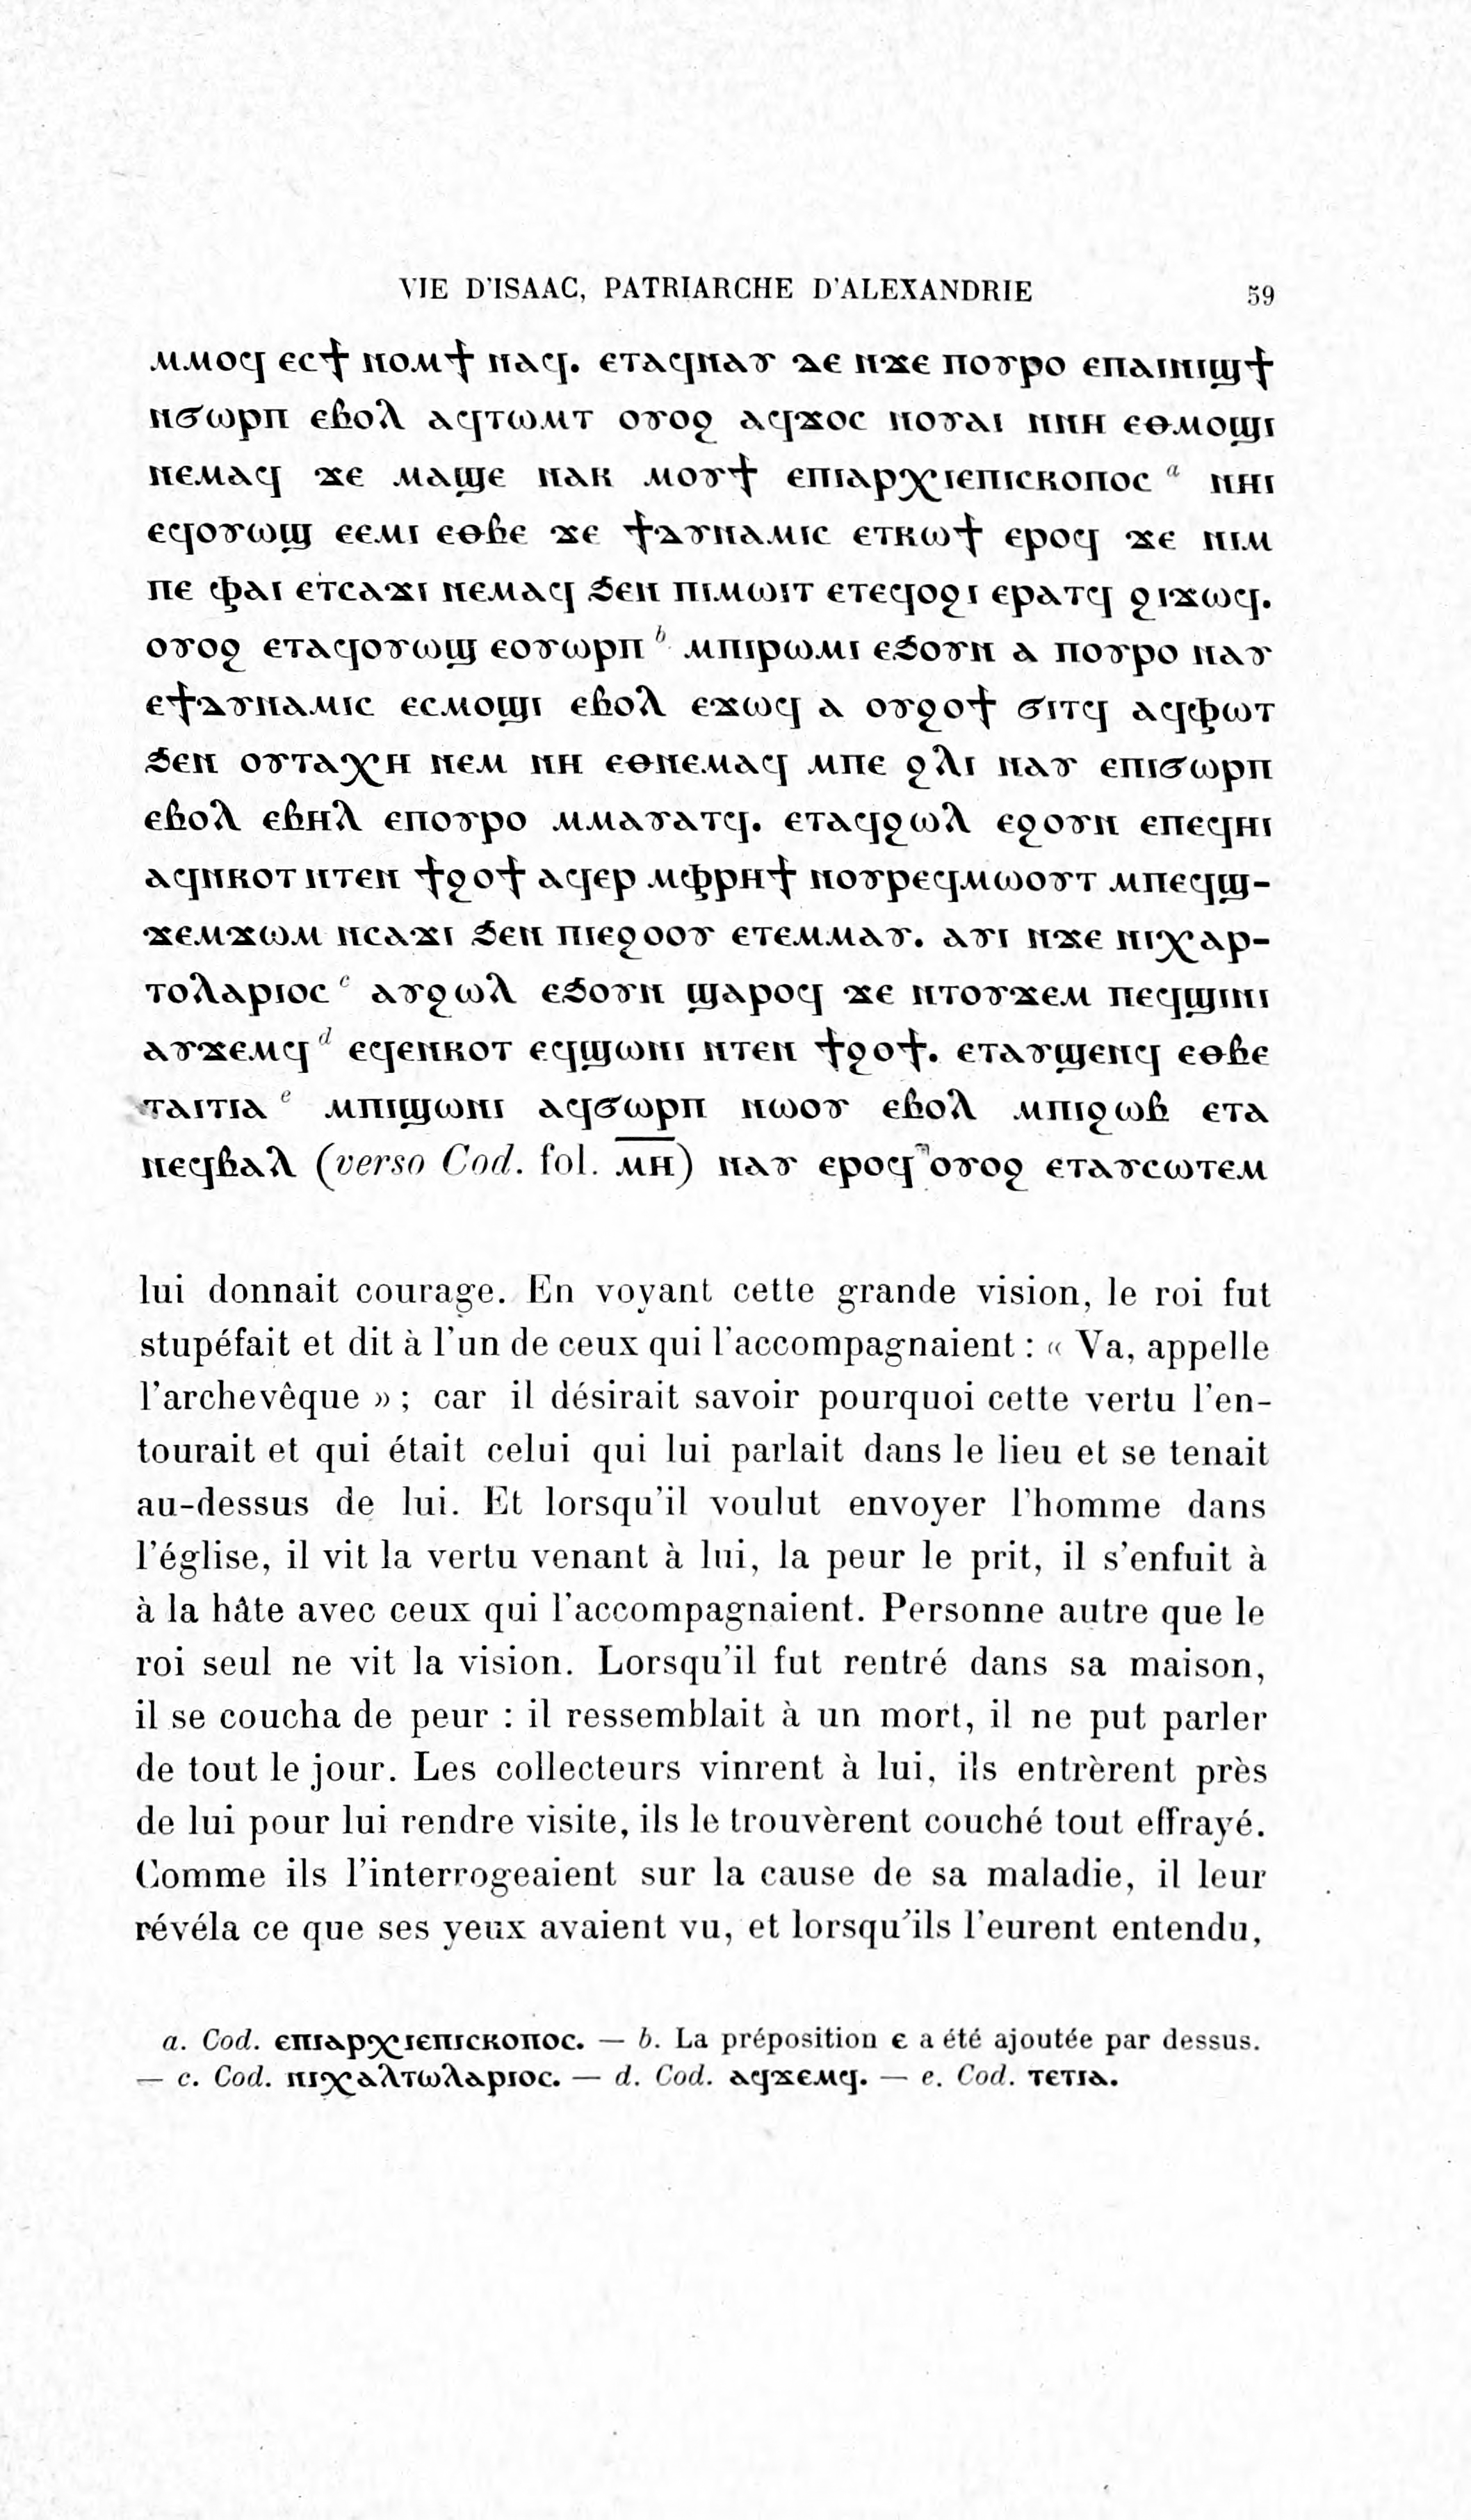 VIE D'ISAAC, PATRIARCHE D'ALEXANDRIE 59
ⲙⲙⲟϥ ⲉⲥϯ ⲛⲟⲙϯ ⲛⲁϥ. ⲉⲧⲁϥⲛⲁⲩ ⲇⲉ ⲛϫⲉ ⲡⲟⲩⲣⲟ ⲉⲡⲁⲓⲛⲓϣϯ
ⲛϭⲱⲣⲡ ⲉⲃⲟⲗ ⲁϥⲧⲱⲙⲧ ⲟⲩⲟϩ ⲁϥϫⲟⲥ ⲛⲟⲩⲁⲓ ⲛⲛⲏ ⲉⲑⲙⲟϣⲓ
ⲛⲉⲙⲁϥ ϫⲉ ⲙⲁϣⲉ ⲛⲁⲕ ⲙⲟⲩϯ ⲉⲡⲓⲁⲣⲭⲓⲉⲡⲓⲥⲕⲟⲡⲟⲥ a ⲛⲏⲓ
ⲉϥⲟⲩⲱϣ ⲉⲉⲙⲓ ⲉⲑⲃⲉ ϫⲉ ϯⲇⲩⲛⲁⲙⲓⲥ ⲉⲧⲕⲱϯ ⲉⲣⲟϥ ϫⲉ ⲛⲓⲙ
ⲡⲉ ⲫⲁⲓ ⲉⲧⲥⲁϫⲓ ⲛⲉⲙⲁϥ ϧⲉⲛ ⲡⲓⲙⲱⲓⲧ ⲉⲧⲉϥⲟϩⲓ ⲉⲣⲁⲧϥ ϩⲓϫⲱϥ.
ⲟⲩⲟϩ ⲉⲧⲁϥⲟⲩⲱϣ ⲉⲟⲩⲱⲣⲡ b ⲙⲡⲓⲣⲱⲙⲓ ⲉϧⲟⲩⲛ ⲁ ⲡⲟⲩⲣⲟ ⲛⲁⲩ
ⲉϯⲇⲩⲛⲁⲙⲓⲥ ⲉⲥⲙⲟϣⲓ ⲉⲃⲟⲗ ⲉϫⲱϥ ⲁ ⲟⲩϩⲟϯ ϭⲓⲧϥ ⲁϥⲫⲱⲧ
ϧⲉⲛ ⲟⲩⲧⲁⲭⲏ ⲛⲉⲙ ⲛⲏ ⲉⲑⲛⲉⲙⲁϥ ⲙⲡⲉ ϩⲗⲓ ⲛⲁⲩ ⲉⲡⲓϭⲱⲣⲡ
ⲉⲃⲟⲗ ⲉⲃⲏⲗ ⲉⲡⲟⲩⲣⲟ ⲙⲙⲁⲩⲁⲧϥ. ⲉⲧⲁϥϩⲱⲗ ⲉϩⲟⲩⲛ ⲉⲡⲉϥⲏⲓ
ⲁϥⲛⲕⲟⲧ ⲛⲧⲉⲛ ϯϩⲟϯ ⲁϥⲉⲣ ⲙⲫⲣⲏϯ ⲛⲟⲩⲣⲉϥⲙⲱⲟⲩⲧ ⲙⲡⲉϥϣ-
ϫⲉⲙϫⲱⲙ ⲛⲥⲁϫⲓ ϧⲉⲛ ⲡⲓⲉϩⲟⲟⲩ ⲉⲧⲉⲙⲙⲁⲩ. ⲁⲩⲓ ⲛϫⲉ ⲛⲓⲭⲁⲣ-
ⲧⲟⲗⲁⲣⲓⲟⲥ c ⲁⲩϩⲱⲗ ⲉϧⲟⲩⲛ ϣⲁⲣⲟϥ ϫⲉ ⲛⲧⲟⲩϫⲉⲙ ⲡⲉϥϣⲓⲛⲓ
ⲁⲩϫⲉⲙϥ d ⲉϥⲉⲛⲕⲟⲧ ⲉϥϣⲱⲛⲓ ⲛⲧⲉⲛ ϯϩⲟϯ. ⲉⲧⲁⲩϣⲉⲛϥ ⲉⲑⲃⲉ
ⲧⲁⲓⲧⲓⲁ e ⲙⲡⲓϣⲱⲛⲓ ⲁϥϭⲱⲣⲡ ⲛⲱⲟⲩ ⲉⲃⲟⲗ ⲙⲡⲓϩⲱⲃ ⲉⲧⲁ
ⲛⲉϥⲃⲁⲗ (verso Cod. fol. ⲙ̅ⲏ̅) ⲛⲁⲩ ⲉⲣⲟϥ ⲟⲩⲟϩ ⲉⲧⲁⲩⲥⲱⲧⲉⲙ
lui donnait courage. En voyant cette grande vision, le roi fut
stupéfait et dit à l'un de ceux qui l'accompagnaient : « Va, appelle
l'archevêque » ; car il désirait savoir pourquoi cette vertu l'en-
tourait et qui était celui qui lui parlait dans le lieu et se tenait
au-dessus de lui. Et lorsqu'il voulut envoyer l'homme dans
l'église, il vit la vertu venant à lui, la peur le prit, il s'enfuit à
à la hâte avec ceux qui l'accompagnaient. Personne autre que le
roi seul ne vit la vision. Lorsqu'il fut rentré dans sa maison,
il se coucha de peur : il ressemblait à un mort, il ne put parler
de tout le jour. Les collecteurs vinrent à lui, ils entrèrent près
de lui pour lui rendre visite, ils le trouvèrent couché tout effrayé.
Comme ils l'interrogeaient sur la cause de sa maladie, il leur
révéla ce que ses yeux avaient vu, et lorsqu'ils l'eurent entendu,
a. Cod. ⲉⲡⲓⲁⲣⲭⲓⲉⲡⲓⲥⲕⲟⲡⲟⲥ. — b. La préposition ⲉ a été ajoutée par dessus.
— c. Cod. ⲡⲓⲭⲁⲗⲧⲱⲗⲁⲣⲓⲟⲥ. — d. Cod. ⲁϥϫⲉⲙϥ. — e. Cod. ⲧⲉⲧⲓⲁ.